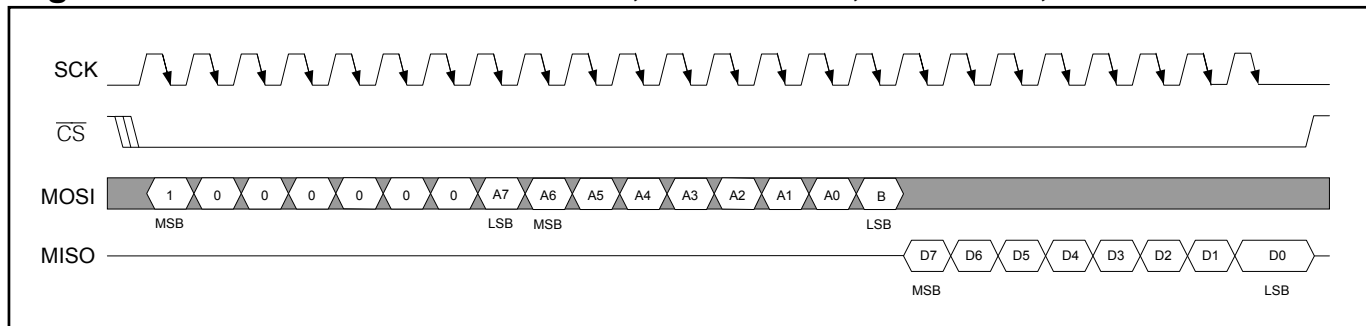 SCK
CS
MOSI 1 0 0 0 0 0 0 A7 A6 A5 A4 A3 A2 A1 A0 B
MSB LSB MSB LSB
MISO D7 D6 D5 D4 D3 D2 D1 D0
MSB LSB